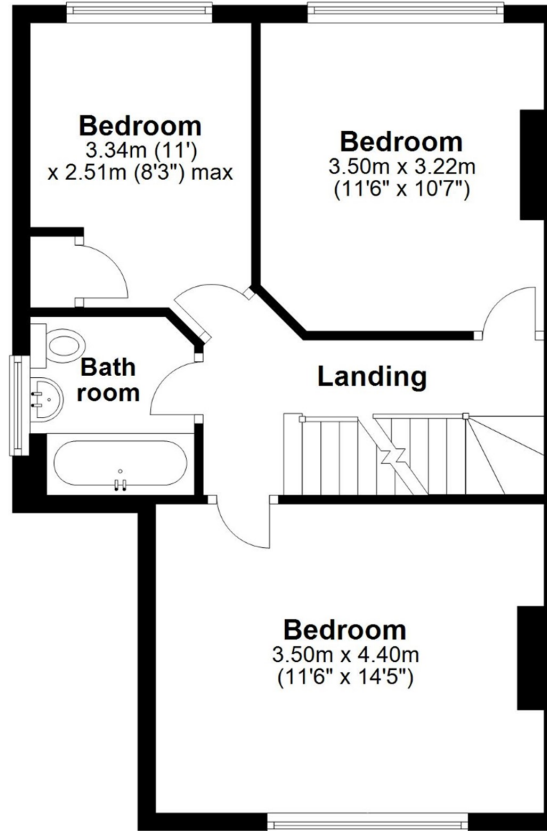 Bedroom
3.34m (11')
x 2.51m (8'3") max
Bedroom
3.50m x 3.22m
(11'6" x 10'7")
Bath
room
Landing
Bedroom
3.50m x 4.40m
(11'6" x 14'5")